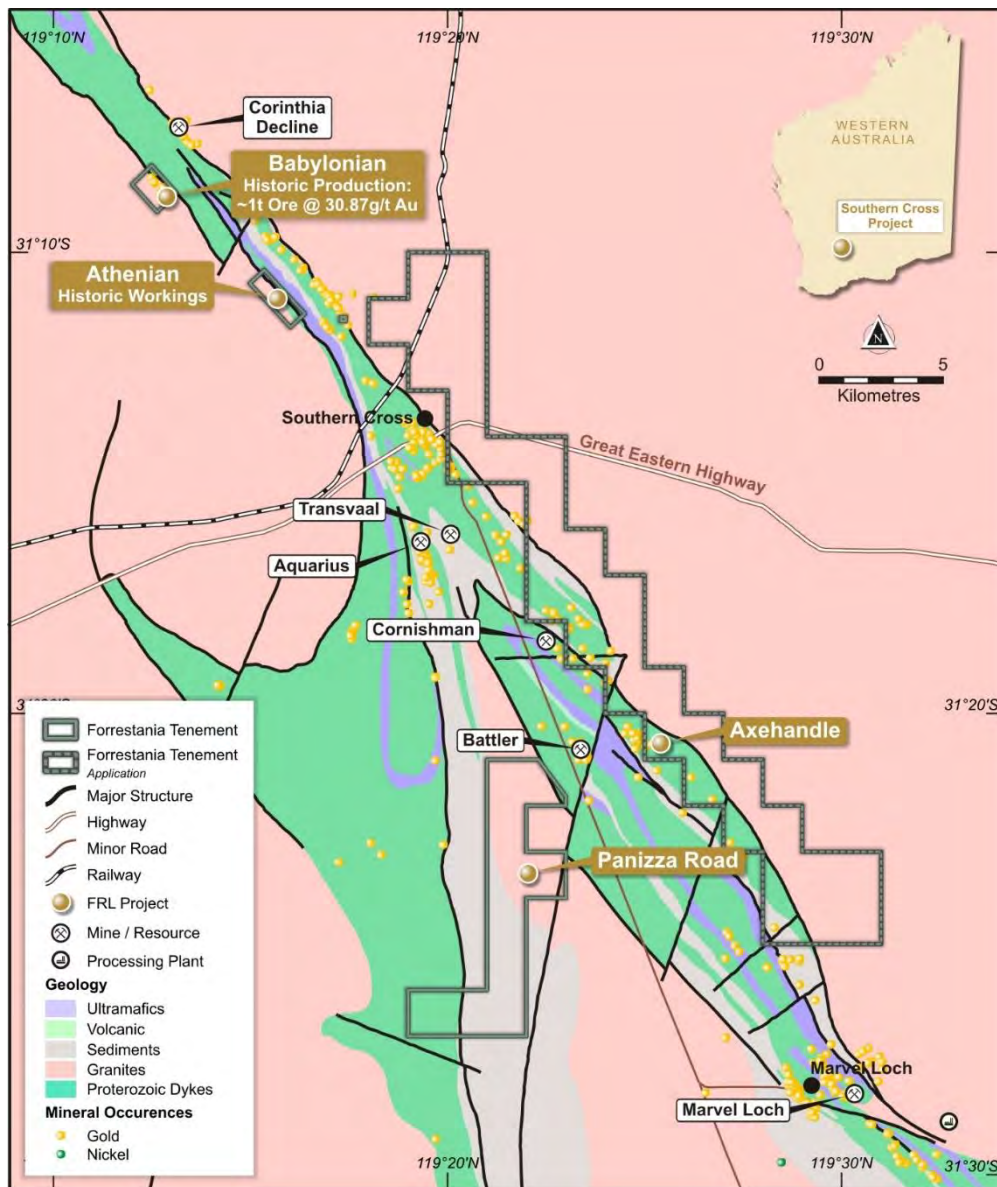 119°10'N
119°20'N
119°30'N
Corinthia
Decline
Babylonian
Historic Production:
~1t Ore @ 30.87g/t Au
WESTERN
AUSTRALIA
Southern Cross
Project
31°10'S
Athenian
Historic Workings
N
0
5
Kilometres
Southern Cross
Great Eastern Highway
Transvaal
Aquarius
Cornishman
31°20'S
Battler
Axehandle
Panizza Road
Forrestania Tenement
Forrestania Tenement
Application
Major Structure
Highway
Minor Road
Railway
FRL Project
Mine / Resource
Processing Plant
Geology
Ultramafics
Volcanic
Sediments
Granites
Proterozoic Dykes
Mineral Occurences
Gold
Nickel
Marvel Loch
Marvel Loch
119°20'N
119°30'N
31°30'S